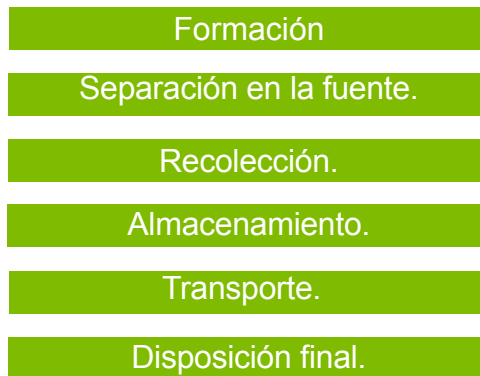 Formación
Separación en la fuente.
Recolección.
Almacenamiento.
Transporte.
Disposición final.